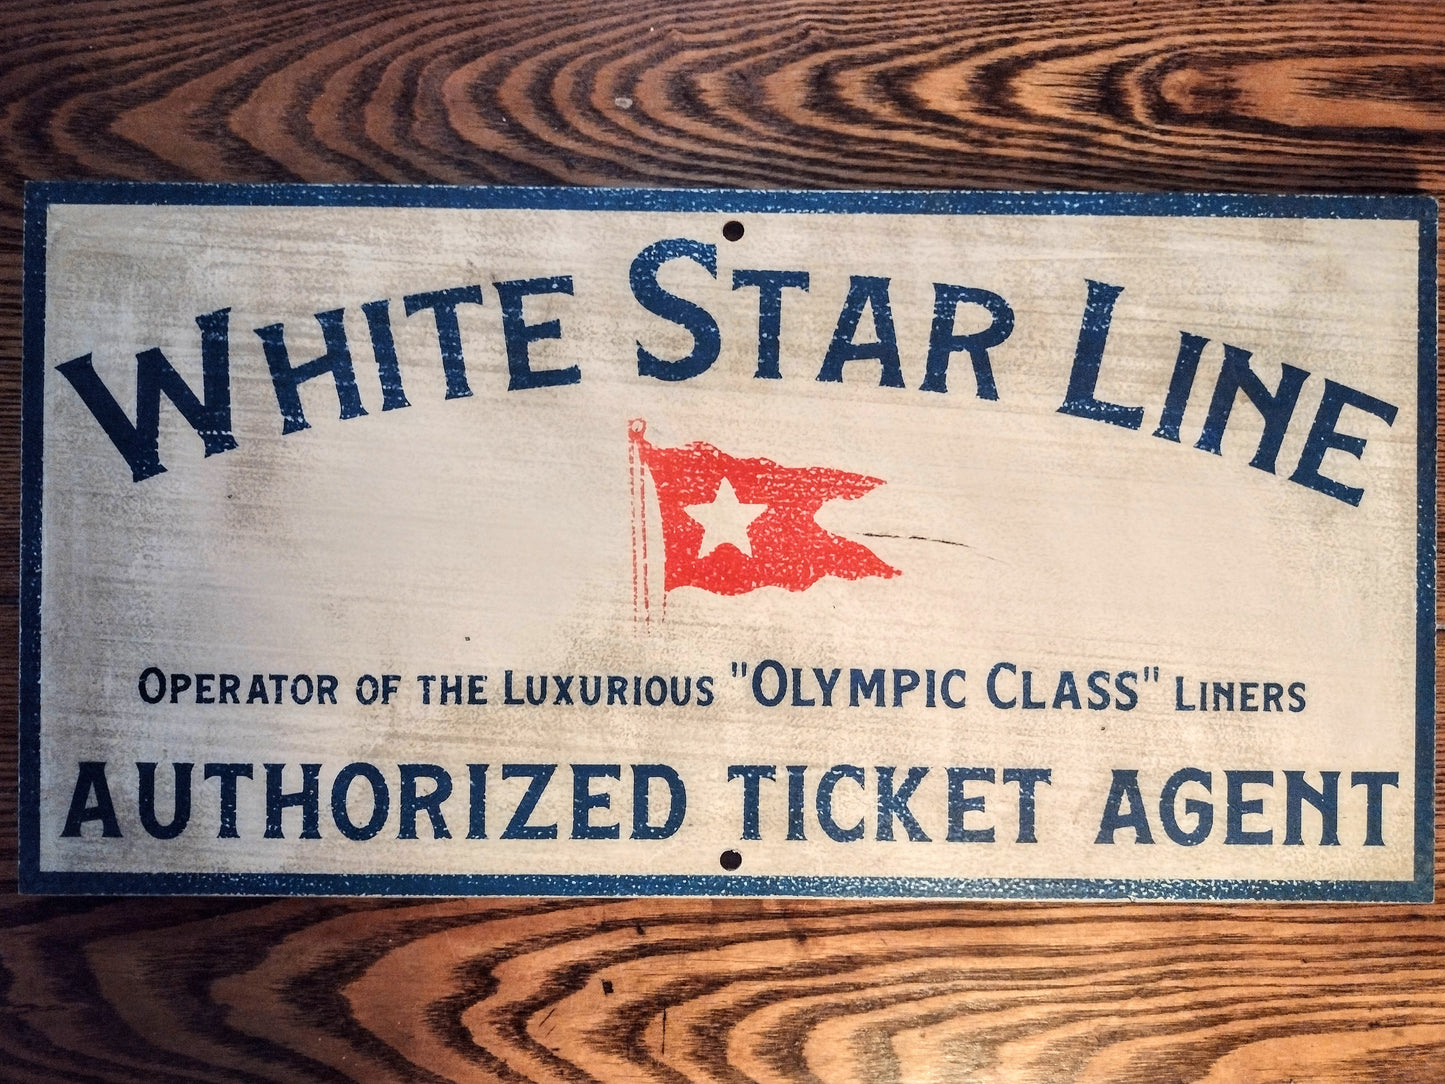 WHITE STAR LINE
OPERATOR OF THE LUXURIOUS "OLYMPIC CLASS" LINERS
AUTHORIZED TICKET AGENT